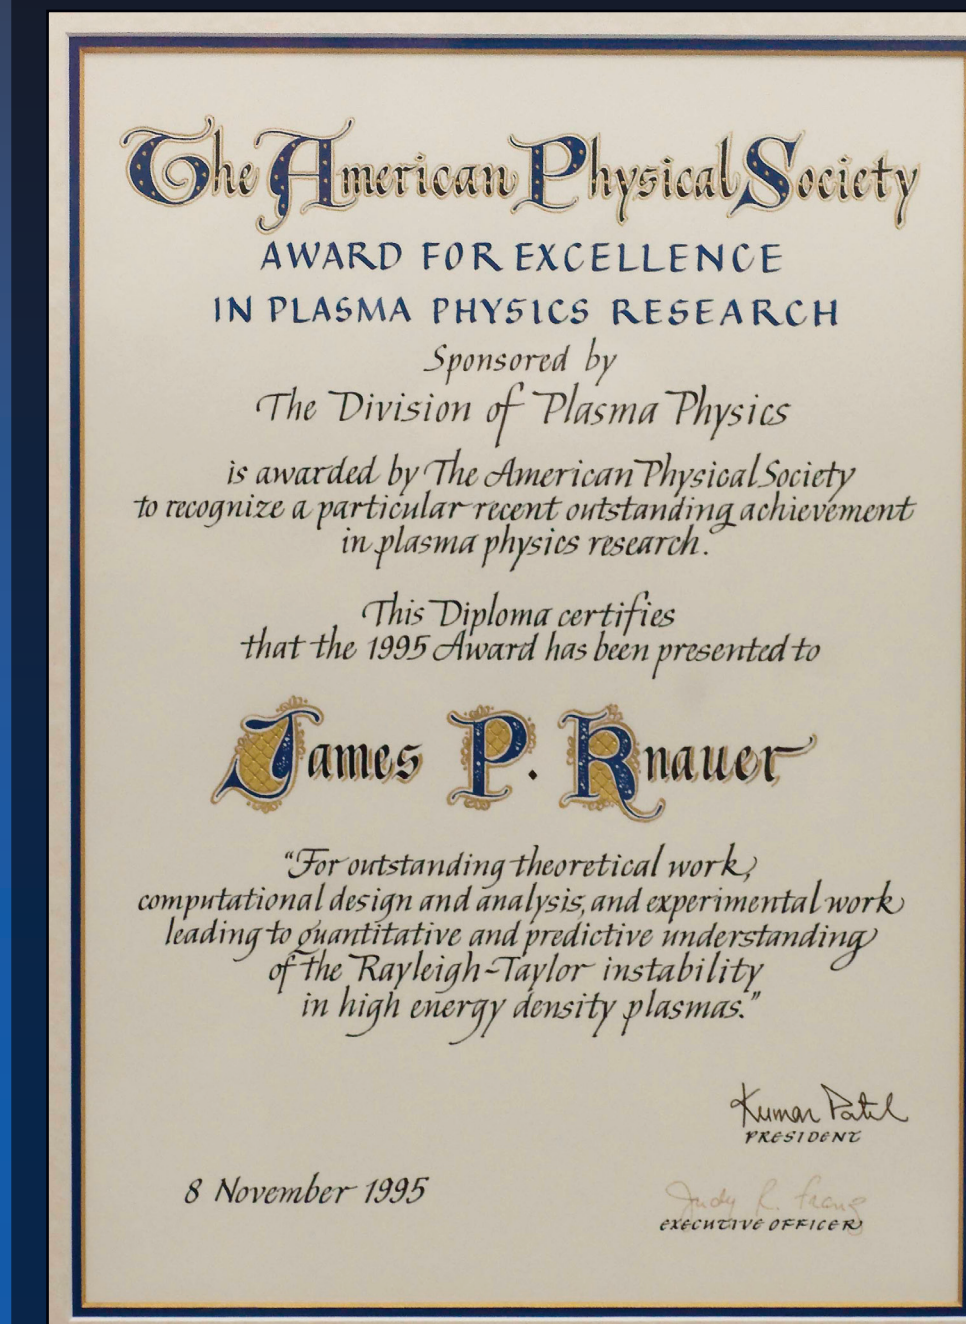 The American Physical Society
AWARD FOR EXCELLENCE
IN PLASMA PHYSICS RESEARCH
Sponsored by
The Division of Plasma Physics
is awarded by The American Physical Society
to recognize a particular recent outstanding achievement
in plasma physics research.
This Diploma certifies
that the 1995 Award has been presented to
James P. Knauer
“For outstanding theoretical work,
computational design and analysis, and experimental work
leading to quantitative and predictive understanding
of the Rayleigh-Taylor instability
in high energy density plasmas.”
Kumar Patel
PRESIDENT
8 November 1995
Judy R. Franz
EXECUTIVE OFFICER